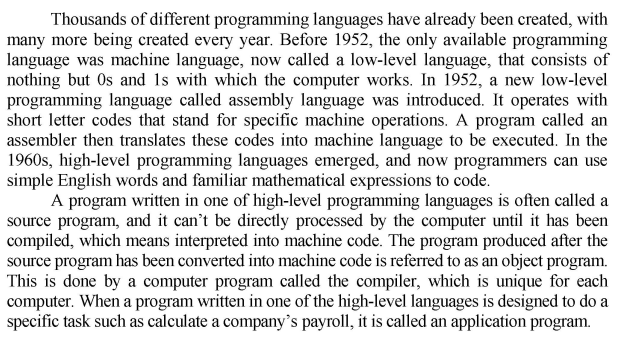 Thousands of different programming languages have already been created, with
many more being created every year. Before 1952, the only available programming
language was machine language, now called a low-level language, that consists of
nothing but 0s and 1s with which the computer works. In 1952, a new low-level
programming language called assembly language was introduced. It operates with
short letter codes that stand for specific machine operations. A program called an
assembler then translates these codes into machine language to be executed. In the
1960s, high-level programming languages emerged, and now programmers can use
simple English words and familiar mathematical expressions to code.
A program written in one of high-level programming languages is often called a
source program, and it can’t be directly processed by the computer until it has been
compiled, which means interpreted into machine code. The program produced after the
source program has been converted into machine code is referred to as an object program.
This is done by a computer program called the compiler, which is unique for each
computer. When a program written in one of the high-level languages is designed to do a
specific task such as calculate a company’s payroll, it is called an application program.